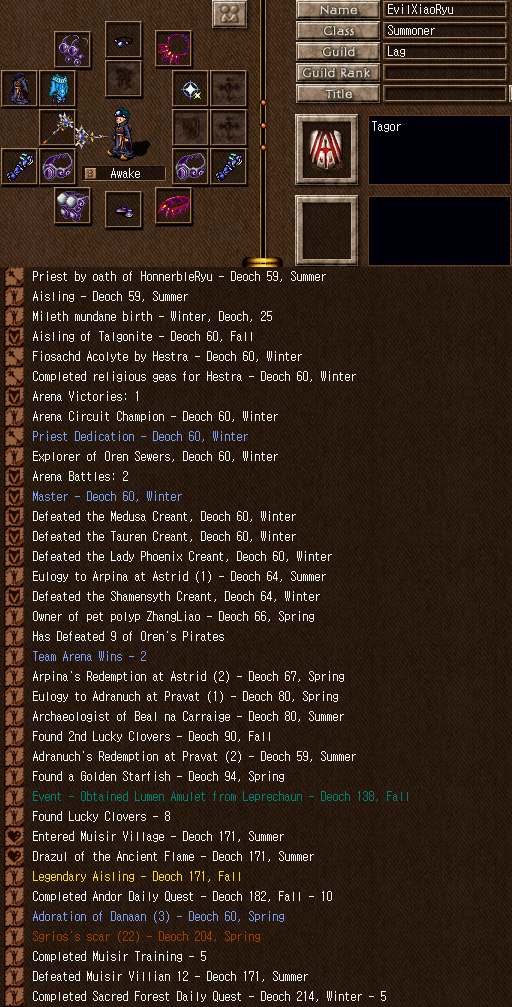 Name EvilXiaoRyu
Class Summoner
Guild Lag
Guild Rank
Title
Tagor
Awake
Priest by oath of HonnerbleRyu - Deoch 59, Summer
Aisling - Deoch 59, Summer
Mileth mundane birth - Winter, Deoch, 25
Aisling of Talgonite - Deoch 60, Fall
Fiosachd Acolyte by Hestra - Deoch 60, Winter
Completed religious geas for Hestra - Deoch 60, Winter
Arena Victories: 1
Arena Circuit Champion - Deoch 60, Winter
Priest Dedication - Deoch 60, Winter
Explorer of Oren Sewers, Deoch 60, Winter
Arena Battles: 2
Master - Deoch 60, Winter
Defeated the Medusa Creant, Deoch 60, Winter
Defeated the Tauren Creant, Deoch 60, Winter
Defeated the Lady Phoenix Creant, Deoch 60, Winter
Eulogy to Arpina at Astrid (1) - Deoch 64, Summer
Defeated the Shamensyth Creant, Deoch 64, Winter
Owner of pet polyp ZhangLiao - Deoch 66, Spring
Has Defeated 9 of Oren's Pirates
Team Arena Wins - 2
Arpina's Redemption at Astrid (2) - Deoch 67, Spring
Eulogy to Adranuch at Pravat (1) - Deoch 80, Spring
Archaeologist of Beal na Carraige - Deoch 80, Summer
Found 2nd Lucky Clovers - Deoch 90, Fall
Adranuch's Redemption at Pravat (2) - Deoch 59, Summer
Found a Golden Starfish - Deoch 94, Spring
Event - Obtained Lumen Amulet from Leprechaun - Deoch 138, Fall
Found Lucky Clovers - 8
Entered Muisir Village - Deoch 171, Summer
Drazul of the Ancient Flame - Deoch 171, Summer
Legendary Aisling - Deoch 171, Fall
Completed Andor Daily Quest - Deoch 182, Fall - 10
Adoration of Danaan (3) - Deoch 60, Spring
Sgrios's scar (22) - Deoch 204, Spring
Completed Muisir Training - 5
Defeated Muisir Villian 12 - Deoch 171, Summer
Completed Sacred Forest Daily Quest - Deoch 214, Winter - 5